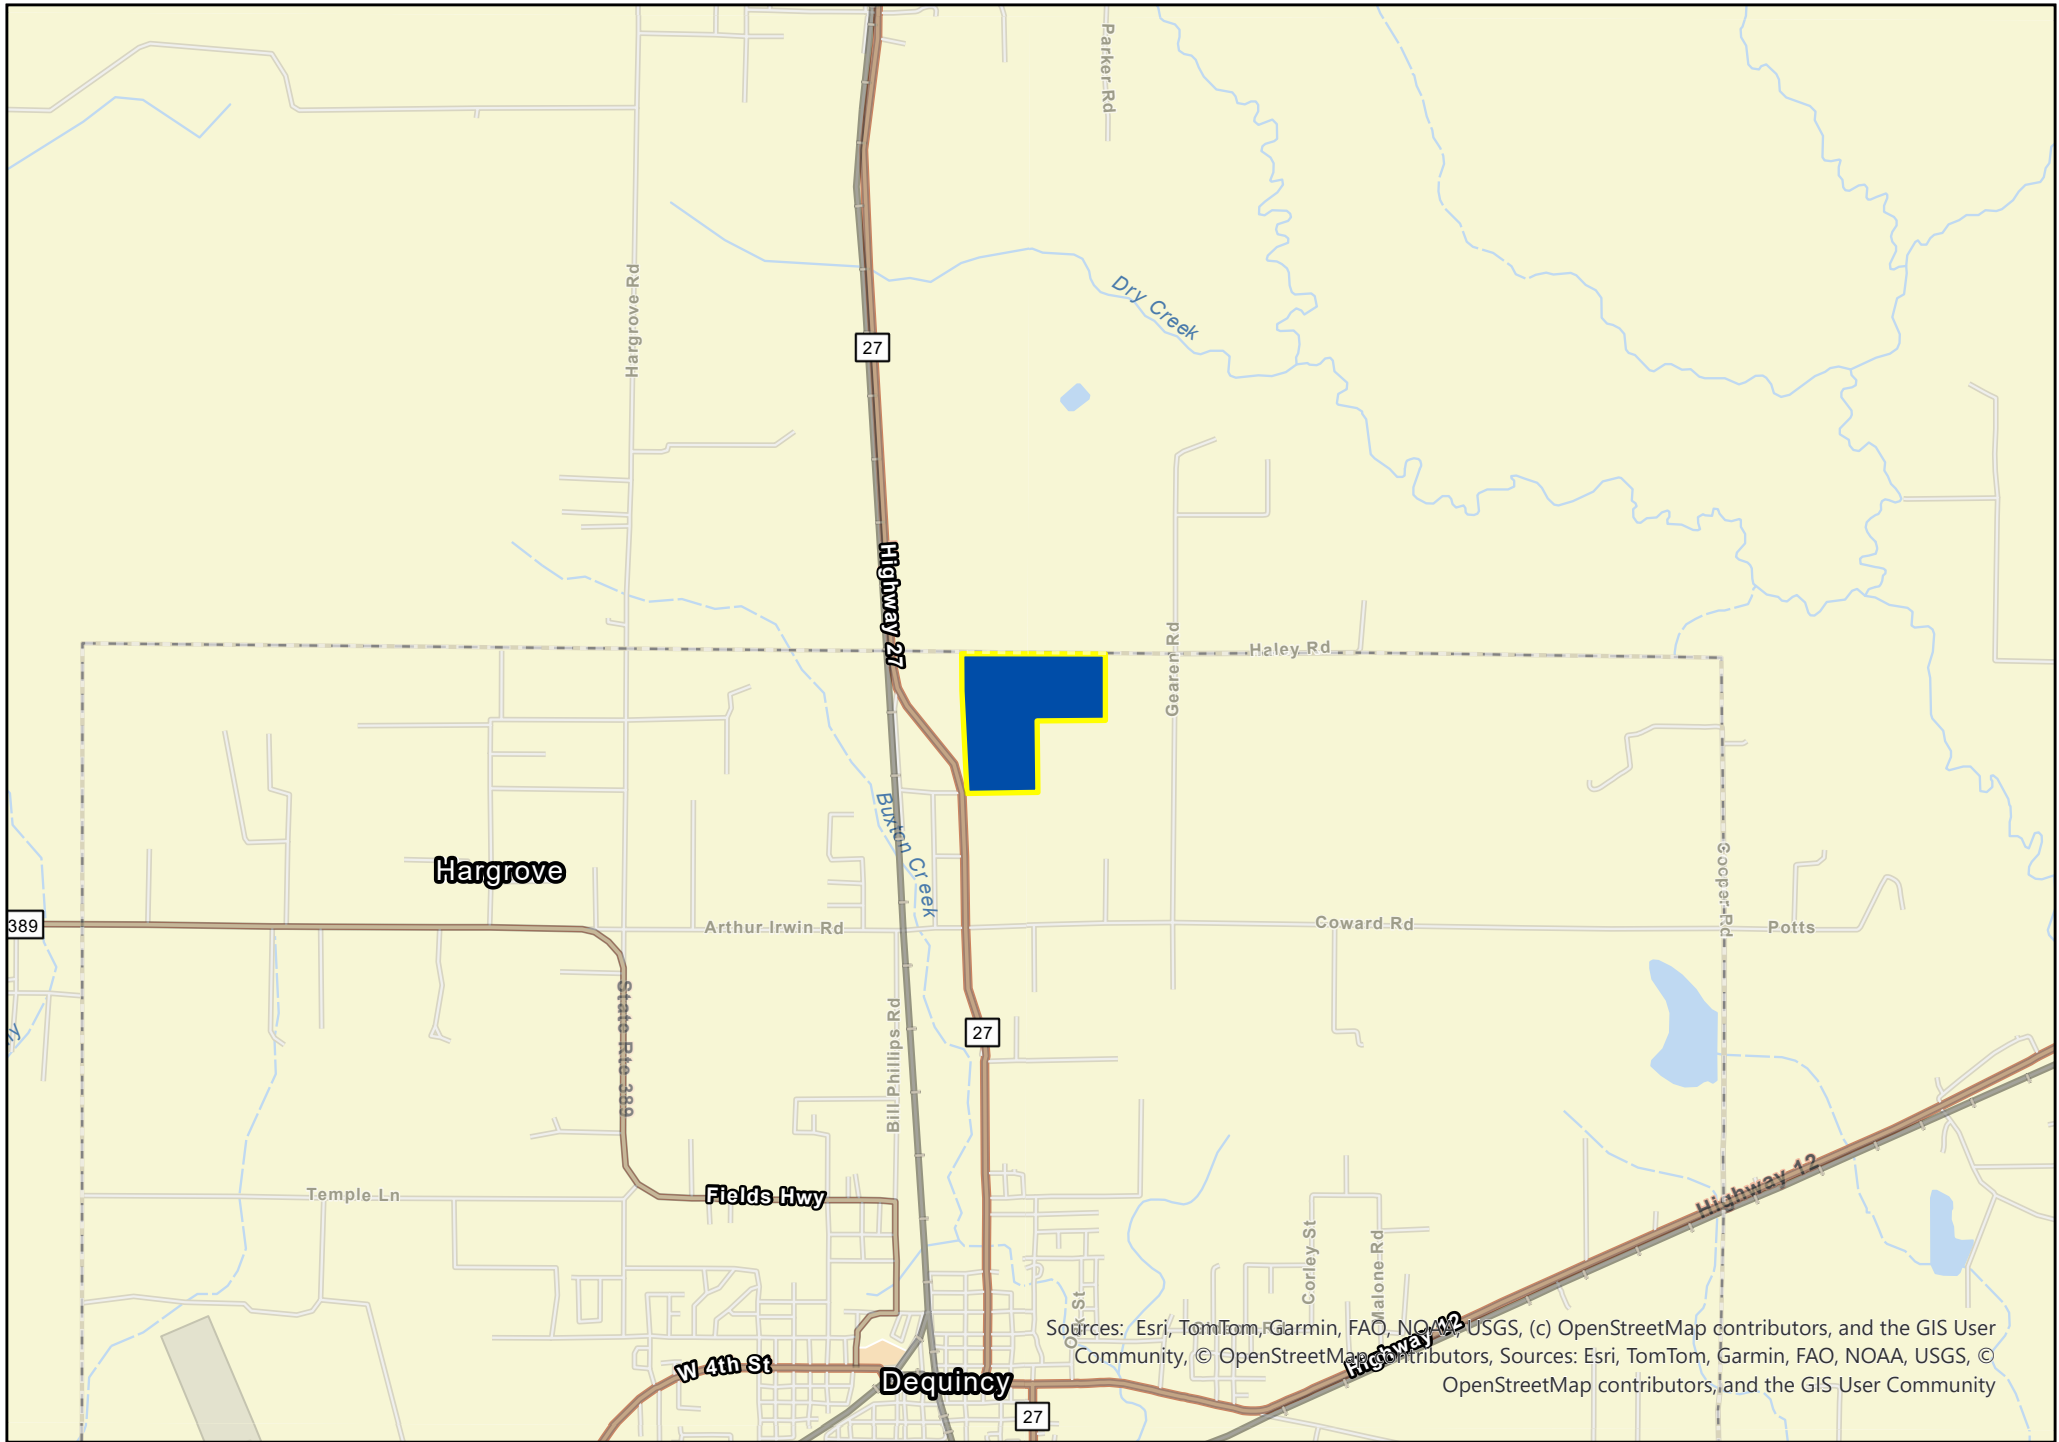 Parker Rd
Hargrove Rd
Dry Creek
27
Highway 27
Gearen Rd
Haley Rd
Buxton Creek
Hargrove
389
Arthur Irwin Rd
Coward Rd
Cooper Rd
Potts
State Rte 389
27
Bill Phillips Rd
Temple Ln
Fields Hwy
Highway 12
Corley St
Malone Rd
Oak St
Highway 12
W 4th St
Dequincy
27
Sources: Esri, TomTom, Garmin, FAO, NOAA, USGS, (c) OpenStreetMap contributors, and the GIS User
Community, © OpenStreetMap contributors, Sources: Esri, TomTom, Garmin, FAO, NOAA, USGS, ©
OpenStreetMap contributors, and the GIS User Community